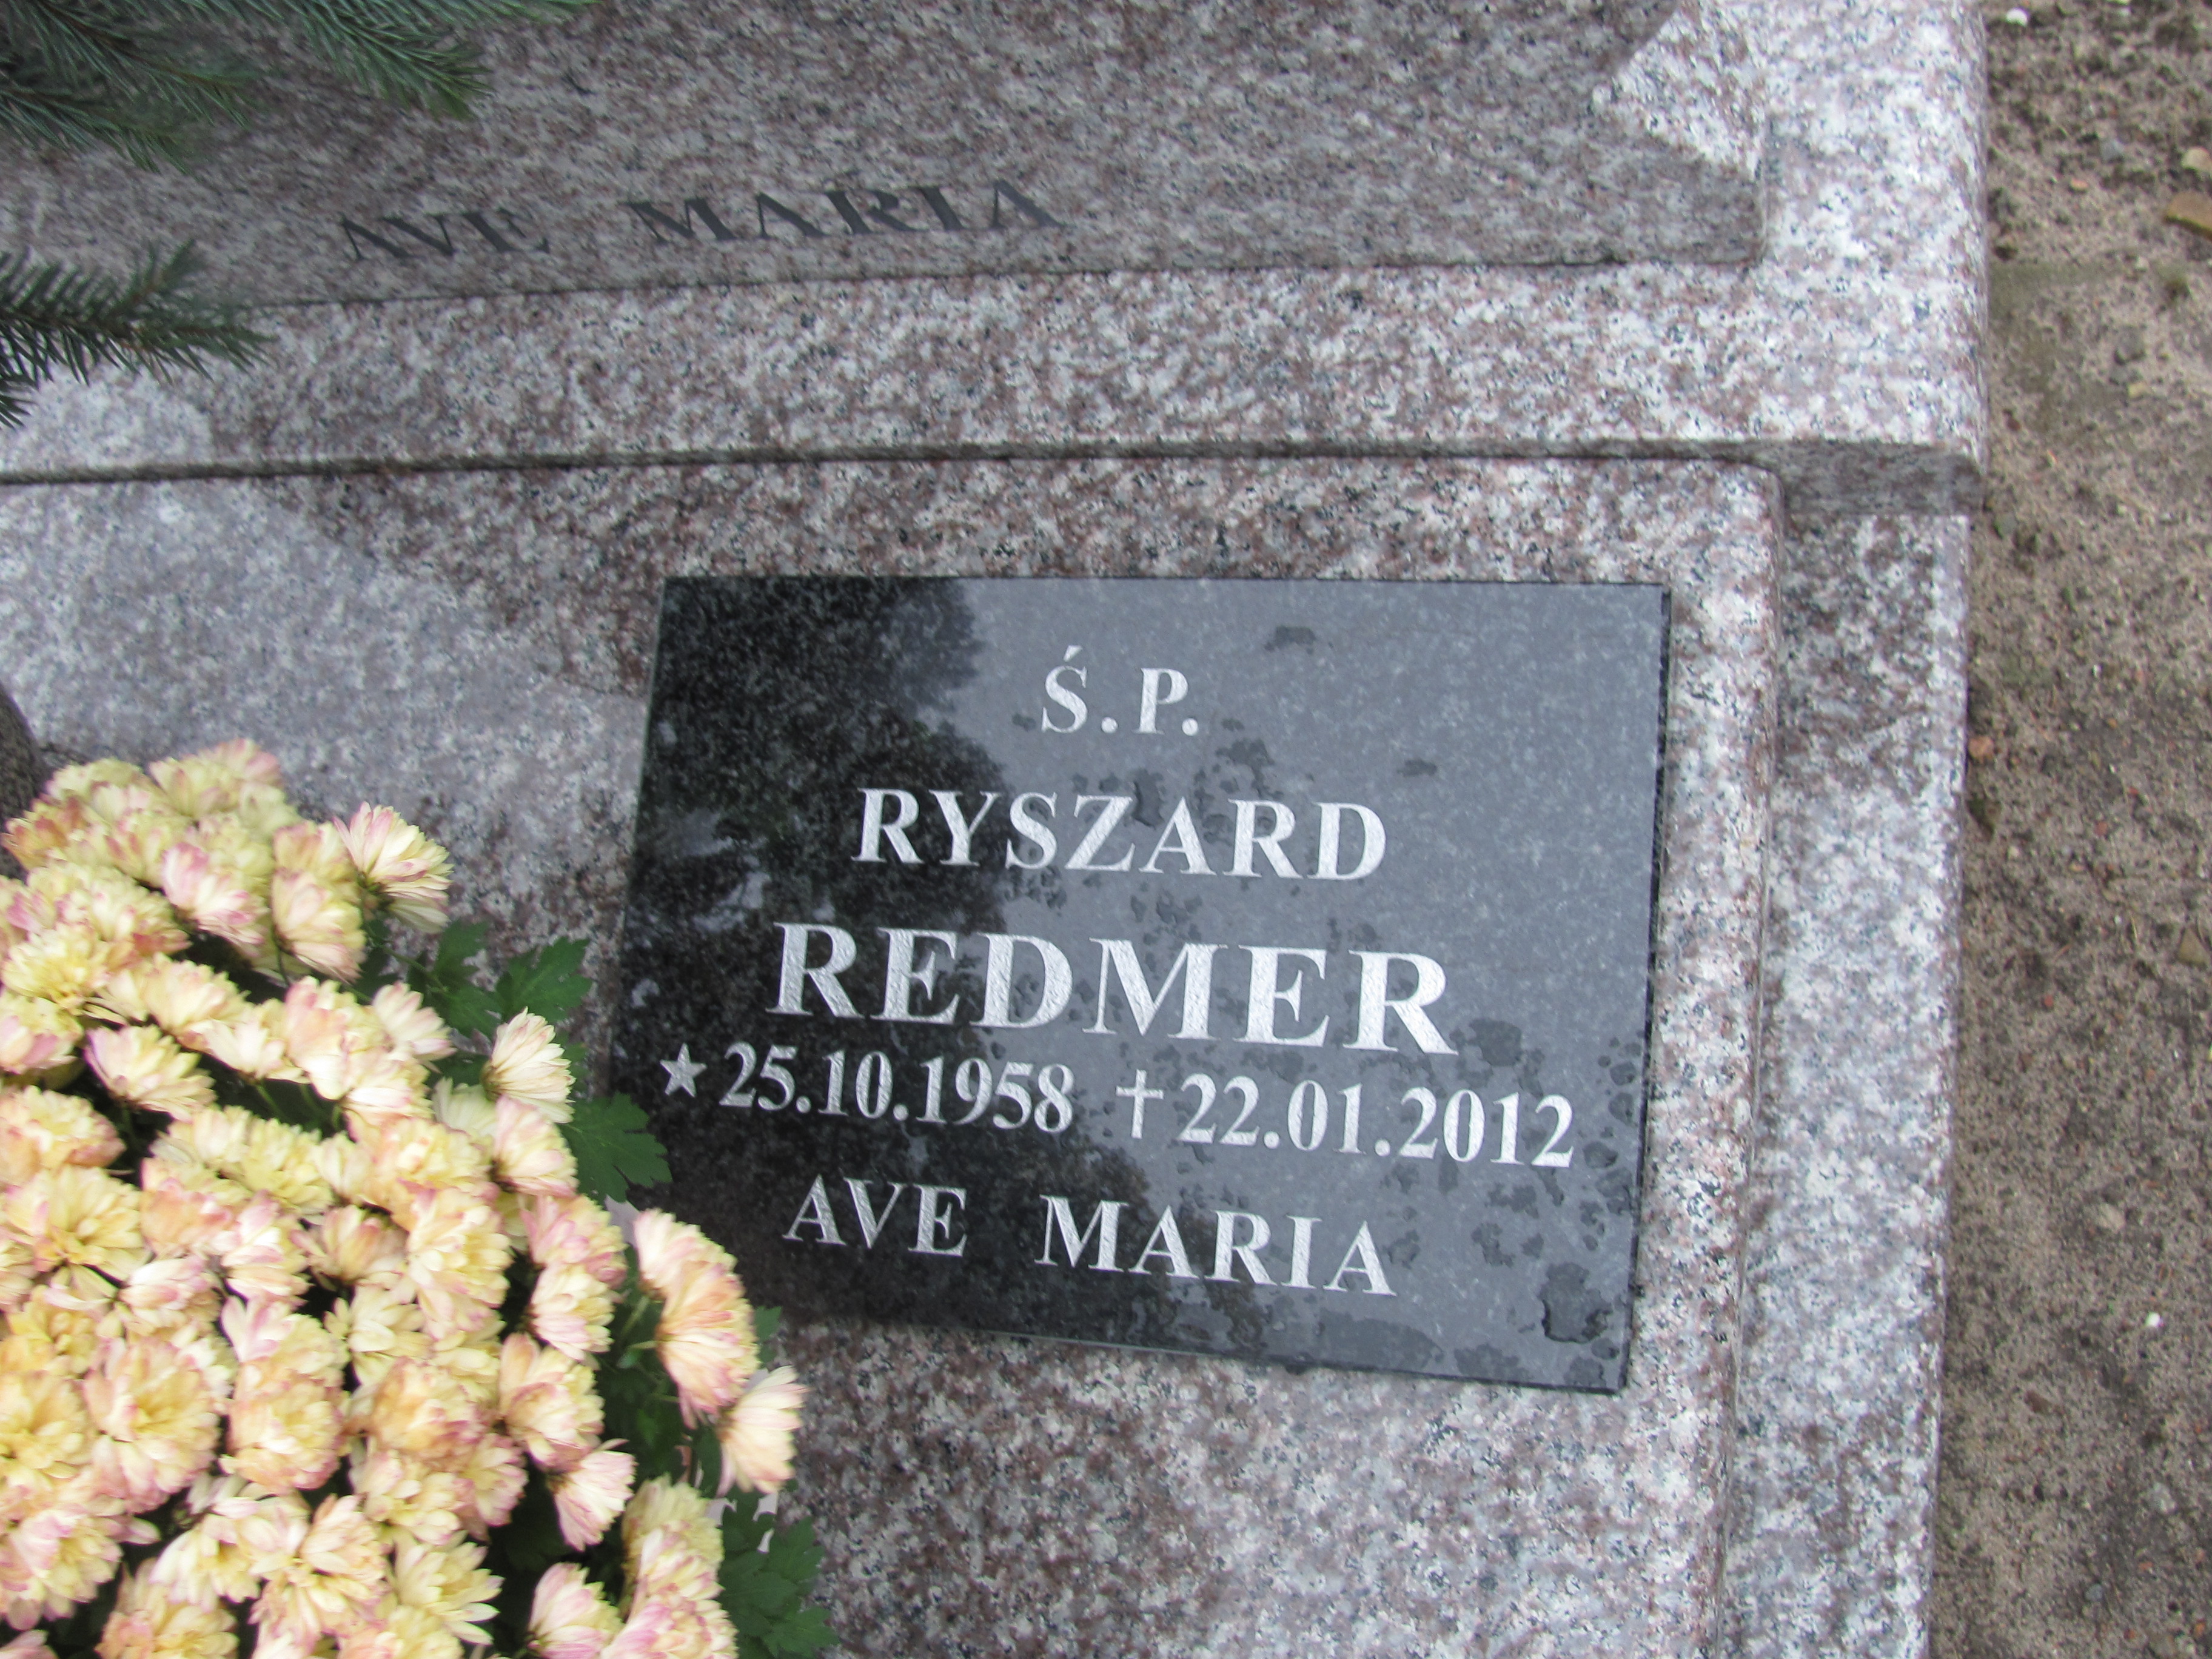 AVE MARIA
Ś.P.
RYSZARD
REDMER
★ 25.10.1958 ✝ 22.01.2012
AVE MARIA